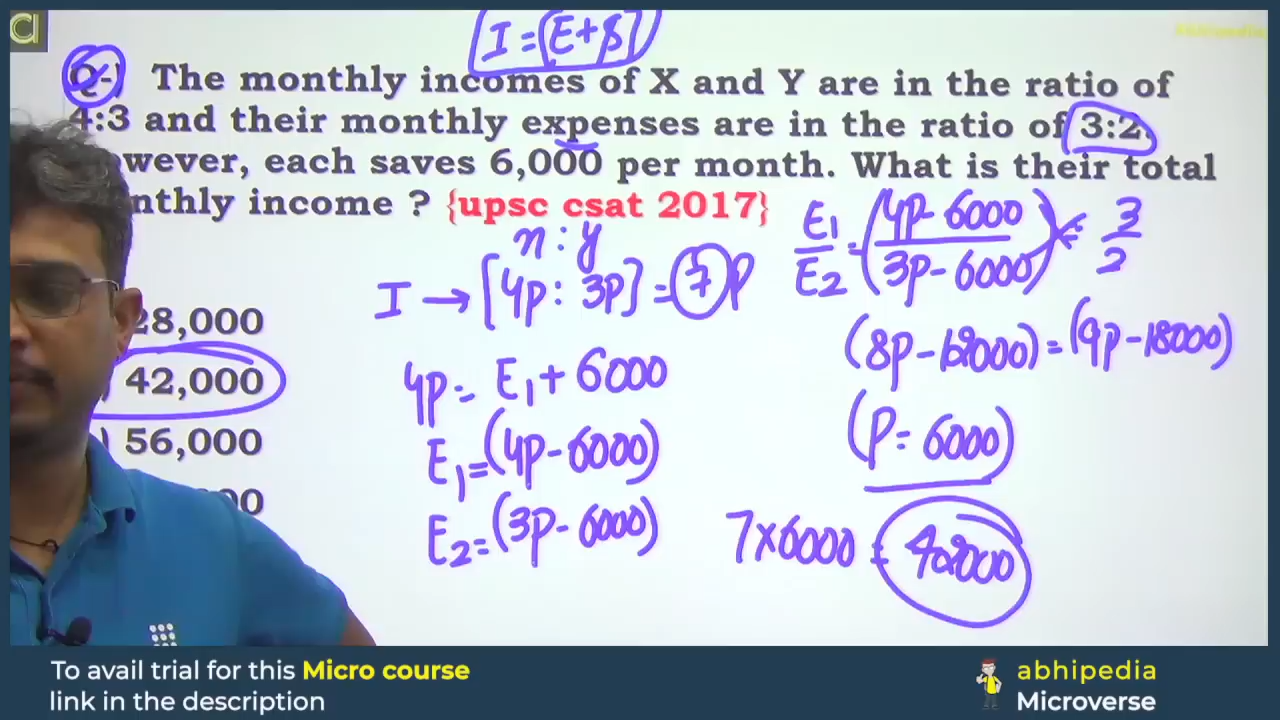 a
Abhipedia
I = (E+S)
Q-) The monthly incomes of X and Y are in the ratio of
4:3 and their monthly expenses are in the ratio of 3:2.
owever, each saves 6,000 per month. What is their total
nthly income ? {upsc csat 2017}
x : y
I → [4p : 3p] = 7p
E1/E2 = (4p-6000)/(3p-6000) = 3/2
28,000
(8p-12000) = (9p-18000)
4p = E1 + 6000
) 42,000
E1 = (4p-6000)
(P = 6000)
) 56,000
00
E2 = (3p-6000)
7x6000 = 42000
To avail trial for this Micro course
link in the description
abhipedia
Microverse